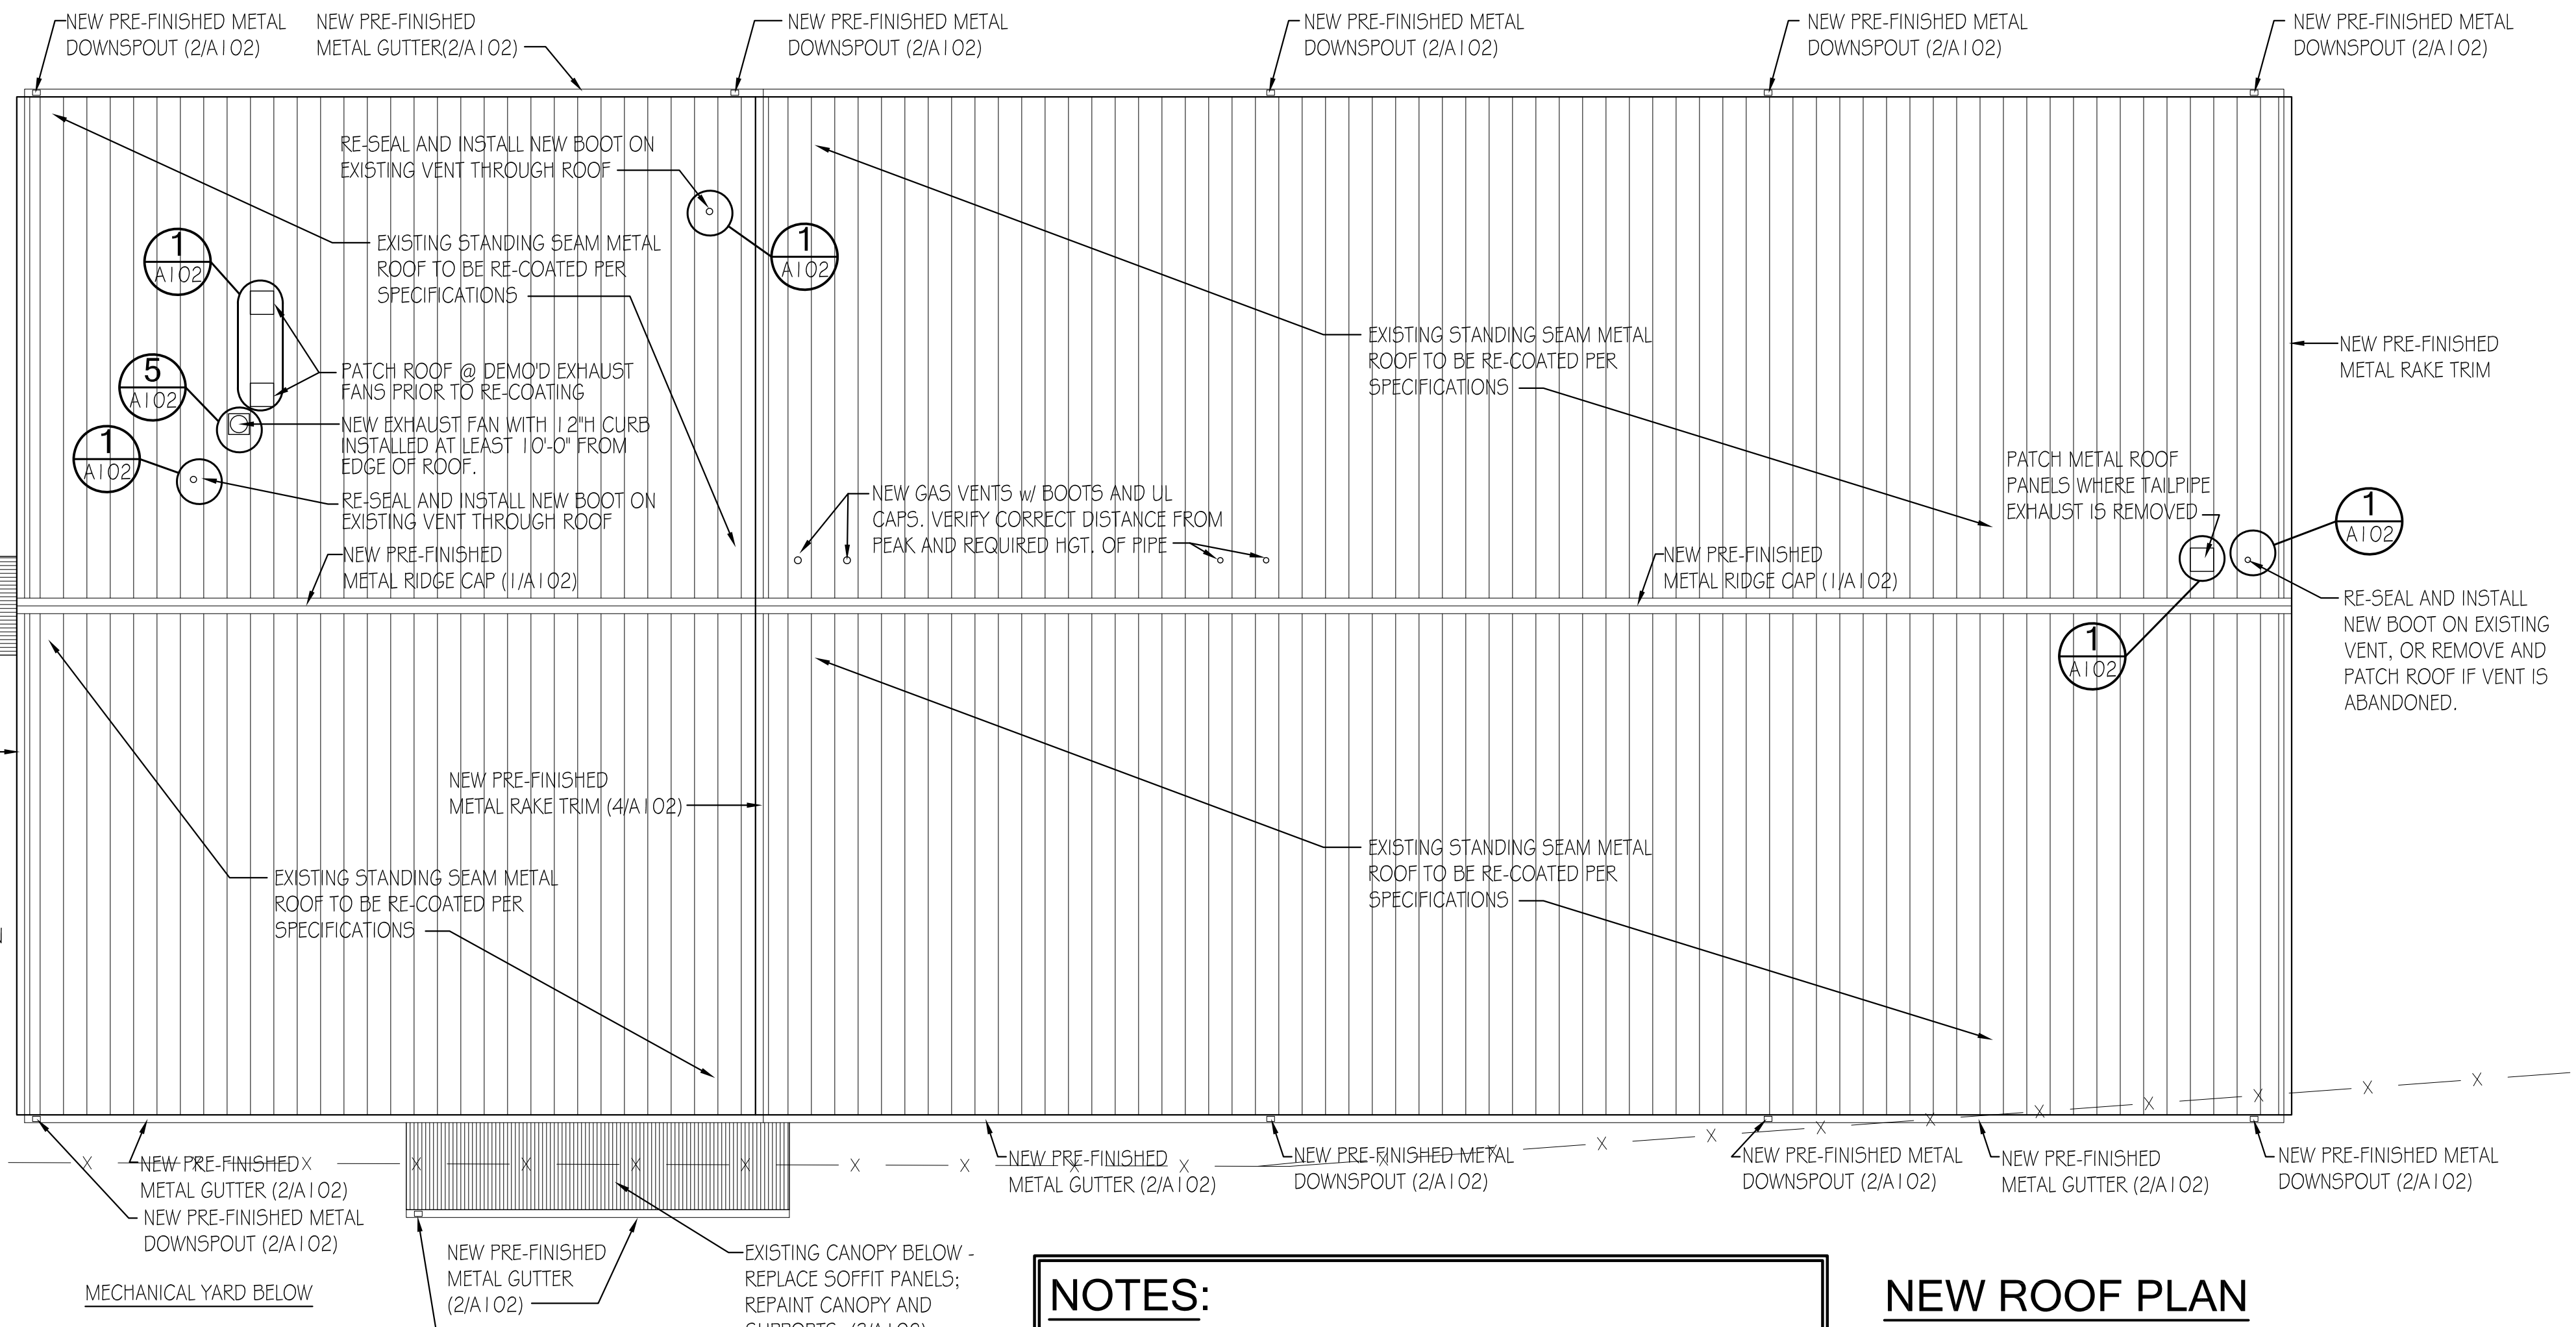 NEW PRE-FINISHED METAL
DOWNSPOUT (2/A102)
NEW PRE-FINISHED
METAL GUTTER(2/A102)
NEW PRE-FINISHED METAL
DOWNSPOUT (2/A102)
NEW PRE-FINISHED METAL
DOWNSPOUT (2/A102)
NEW PRE-FINISHED METAL
DOWNSPOUT (2/A102)
NEW PRE-FINISHED METAL
DOWNSPOUT (2/A102)
RE-SEAL AND INSTALL NEW BOOT ON
EXISTING VENT THROUGH ROOF
1
A102
1
A102
EXISTING STANDING SEAM METAL
ROOF TO BE RE-COATED PER
SPECIFICATIONS
EXISTING STANDING SEAM METAL
ROOF TO BE RE-COATED PER
SPECIFICATIONS
NEW PRE-FINISHED
METAL RAKE TRIM
5
A102
PATCH ROOF @ DEMO'D EXHAUST
FANS PRIOR TO RE-COATING
NEW EXHAUST FAN WITH 12"H CURB
INSTALLED AT LEAST 10'-0" FROM
EDGE OF ROOF.
1
A102
RE-SEAL AND INSTALL NEW BOOT ON
EXISTING VENT THROUGH ROOF
NEW GAS VENTS w/ BOOTS AND UL
CAPS. VERIFY CORRECT DISTANCE FROM
PEAK AND REQUIRED HGT. OF PIPE
PATCH METAL ROOF
PANELS WHERE TAILPIPE
EXHAUST IS REMOVED
1
A102
NEW PRE-FINISHED
METAL RIDGE CAP (1/A102)
NEW PRE-FINISHED
METAL RIDGE CAP (1/A102)
1
A102
RE-SEAL AND INSTALL
NEW BOOT ON EXISTING
VENT, OR REMOVE AND
PATCH ROOF IF VENT IS
ABANDONED.
NEW PRE-FINISHED
METAL RAKE TRIM (4/A102)
EXISTING STANDING SEAM METAL
ROOF TO BE RE-COATED PER
SPECIFICATIONS
EXISTING STANDING SEAM METAL
ROOF TO BE RE-COATED PER
SPECIFICATIONS
X X X X X X X X X X X X X X X X X X X X X X X
NEW PRE-FINISHED
METAL GUTTER (2/A102)
NEW PRE-FINISHED METAL
DOWNSPOUT (2/A102)
NEW PRE-FINISHED
METAL GUTTER (2/A102)
NEW PRE-FINISHED METAL
DOWNSPOUT (2/A102)
NEW PRE-FINISHED METAL
DOWNSPOUT (2/A102)
NEW PRE-FINISHED
METAL GUTTER (2/A102)
NEW PRE-FINISHED METAL
DOWNSPOUT (2/A102)
MECHANICAL YARD BELOW
NEW PRE-FINISHED
METAL GUTTER
(2/A102)
EXISTING CANOPY BELOW -
REPLACE SOFFIT PANELS;
REPAINT CANOPY AND
NOTES:
NEW ROOF PLAN